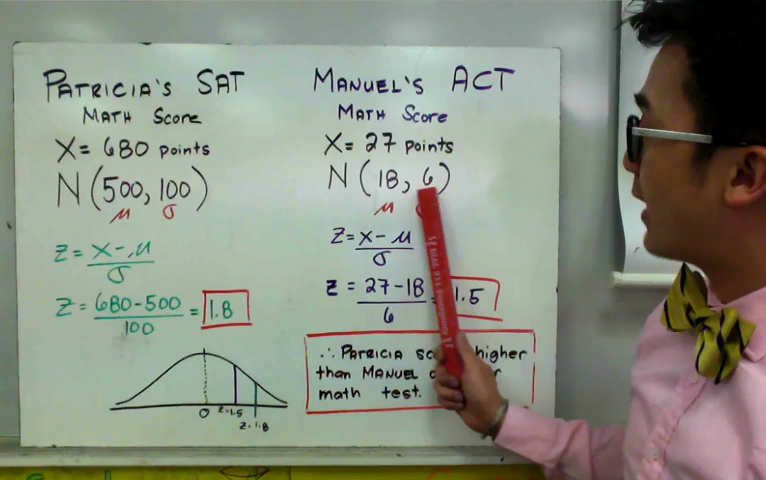 PATRICIA'S SAT
MATH SCORE
X = 680 points
N (500, 100)
μ σ
Z = X - μ
σ
Z = 680 - 500
100
= 1.8
0 Z=1.5
Z=1.8
MANUEL'S ACT
MATH SCORE
X = 27 points
N (18, 6)
μ
Z = X - μ
σ
Z = 27 - 18
6
1.5
∴ PATRICIA higher
than MANUEL
math test.